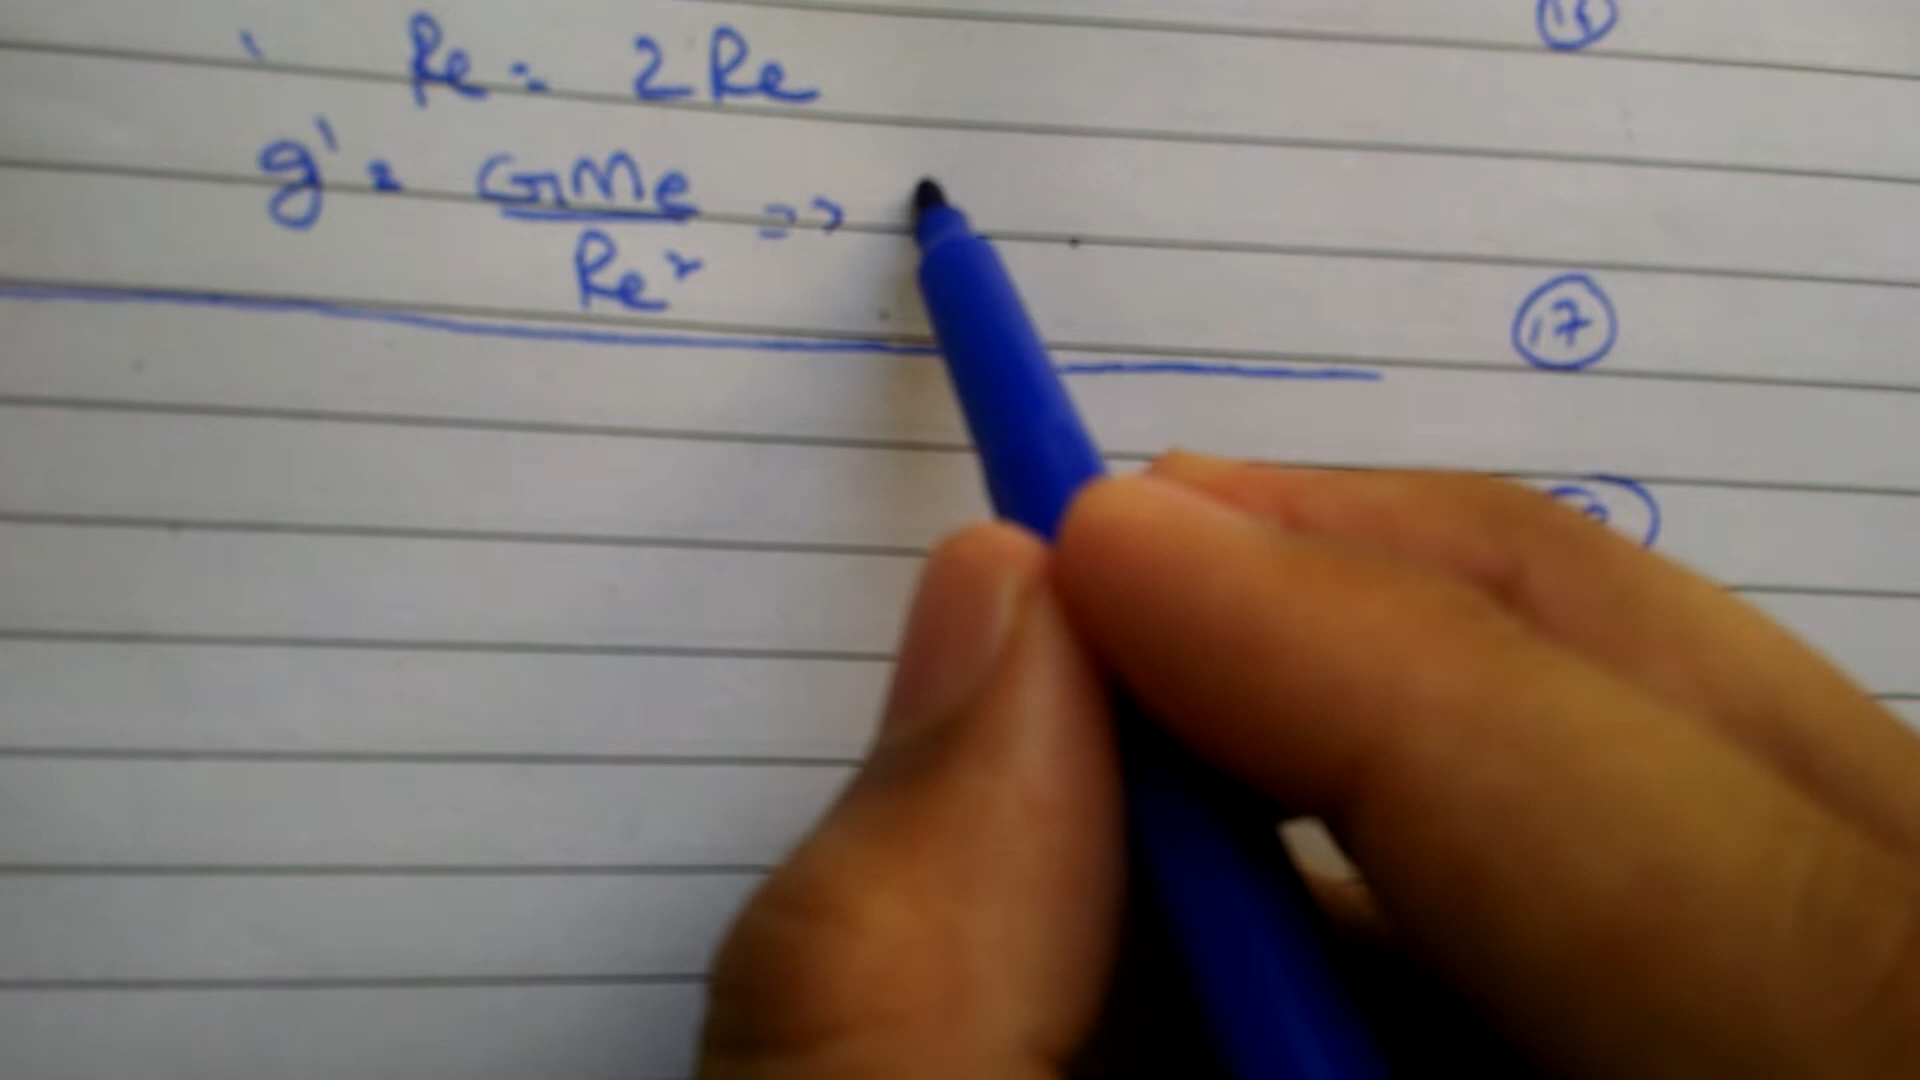 Re = 2Re
g' = GMe / Re² =>
17